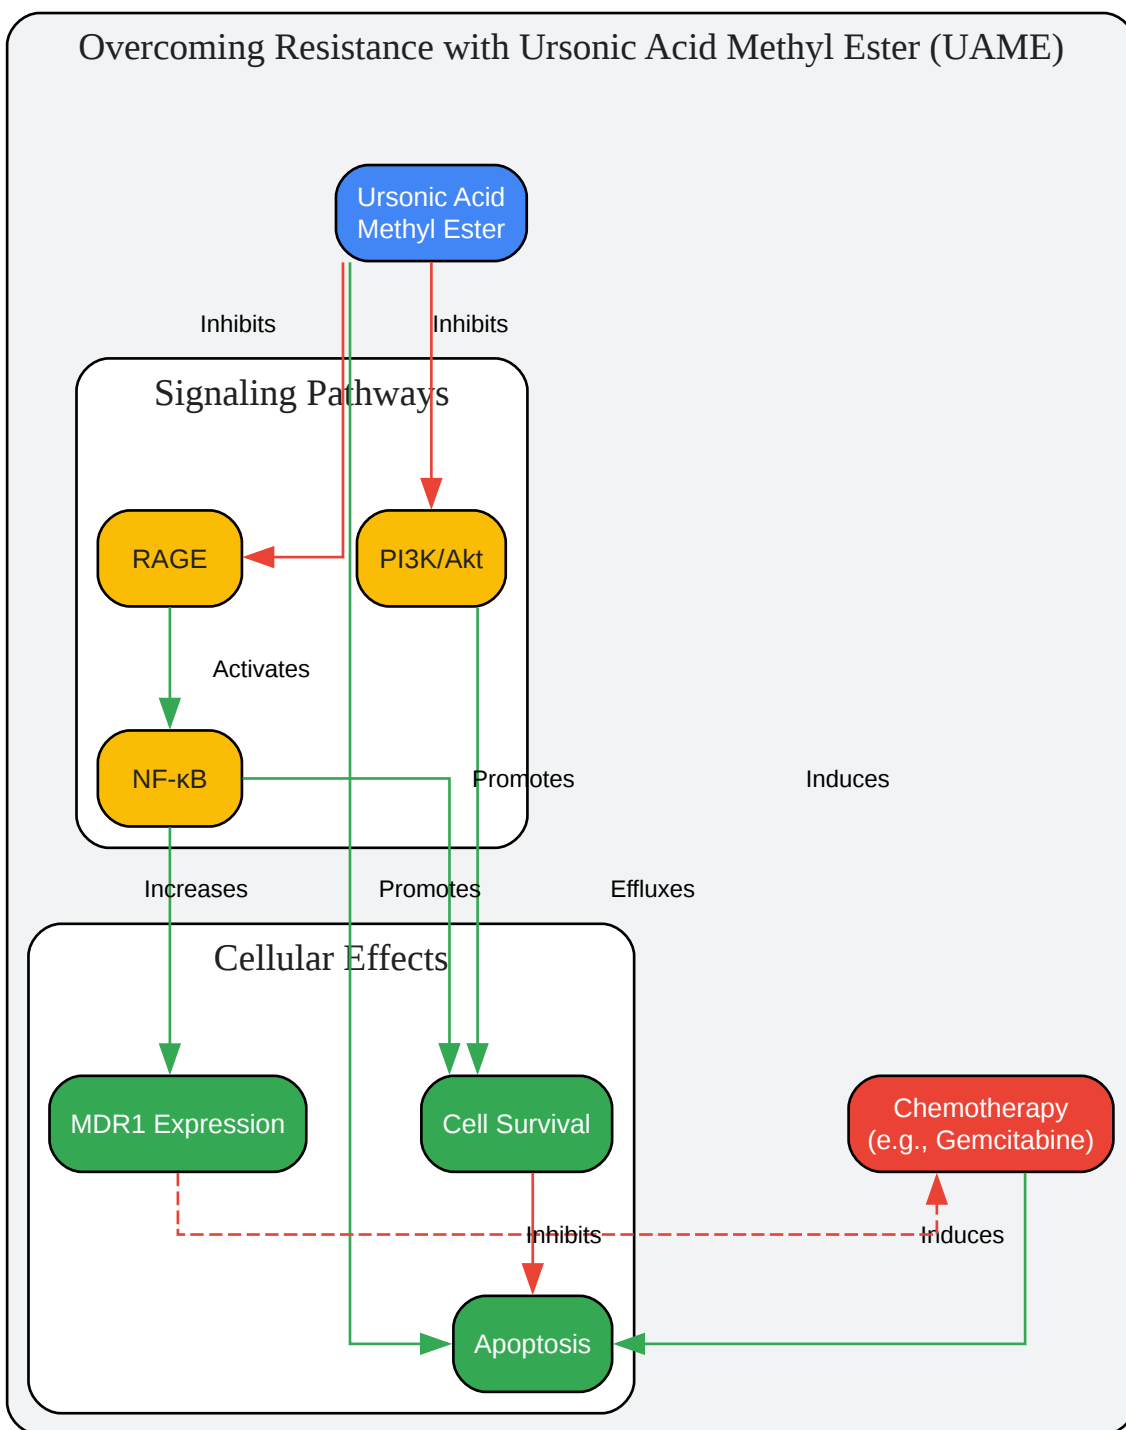 Overcoming Resistance with Ursonic Acid Methyl Ester (UAME)
Ursonic Acid
Methyl Ester
Inhibits
Inhibits
Signaling Pathways
RAGE
PI3K/Akt
Activates
NF-κB
Promotes
Induces
Increases
Promotes
Effluxes
Cellular Effects
MDR1 Expression
Cell Survival
Chemotherapy
(e.g., Gemcitabine)
Inhibits
Induces
Apoptosis